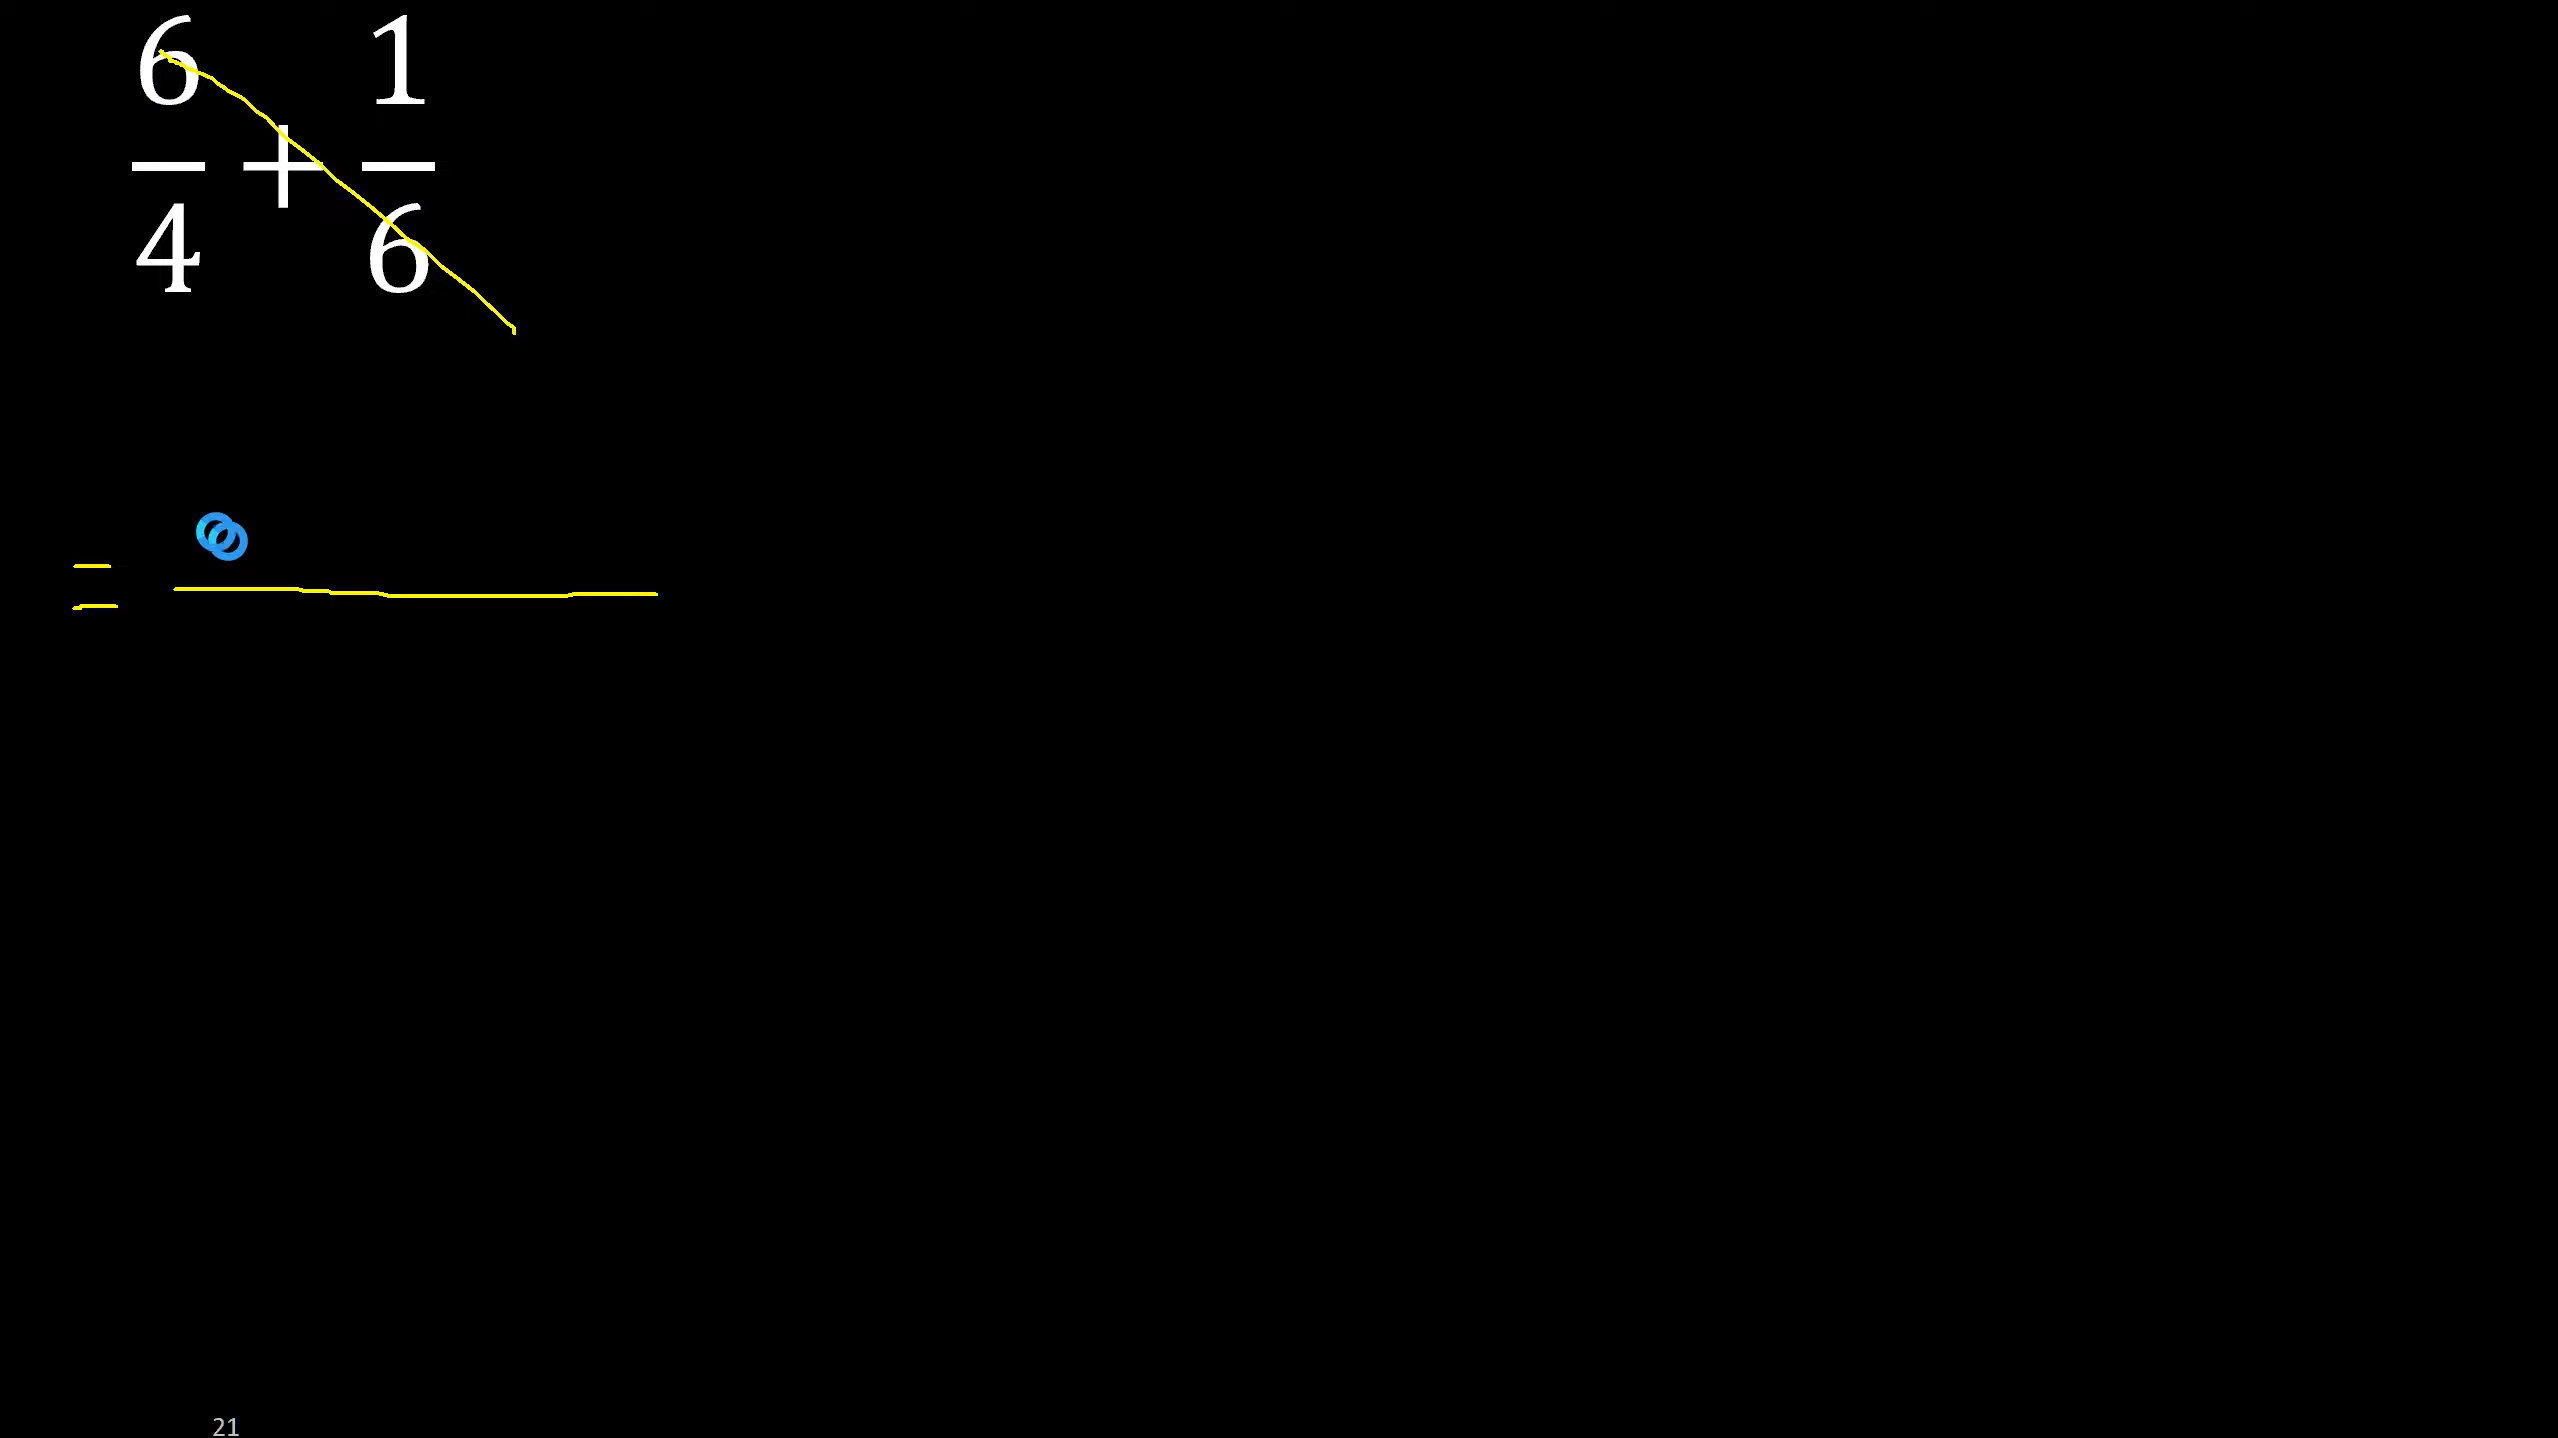 6/4 + 1/6
=
21